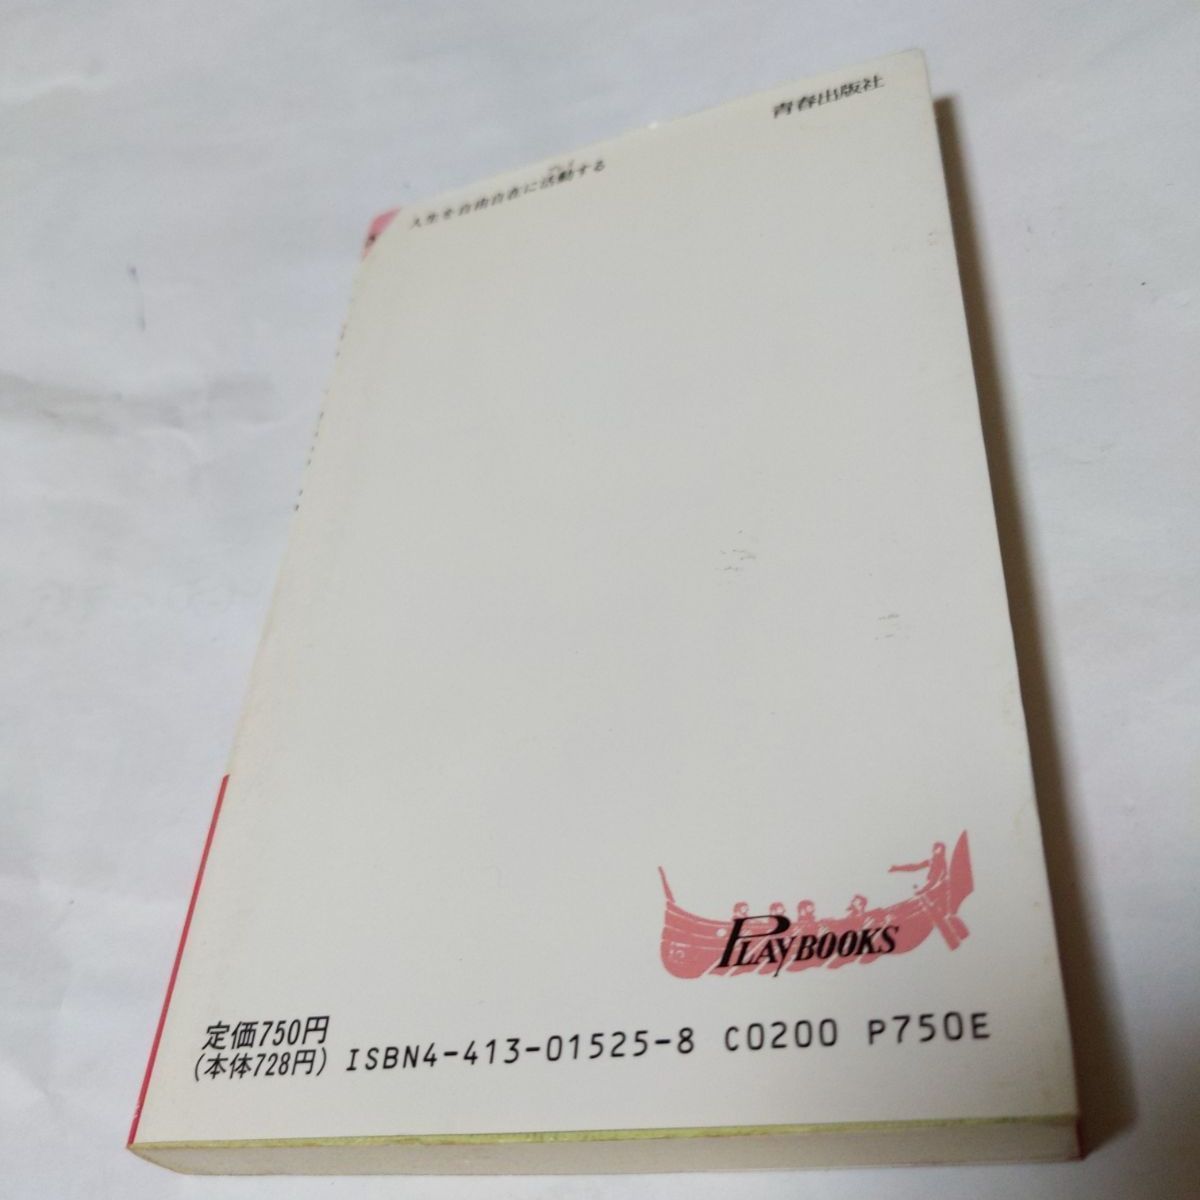 青春出版社
人生を自由自在に活動する
PLAYBOOKS
定価750円
(本体728円)
ISBN4-413-01525-8 C0200 P750E